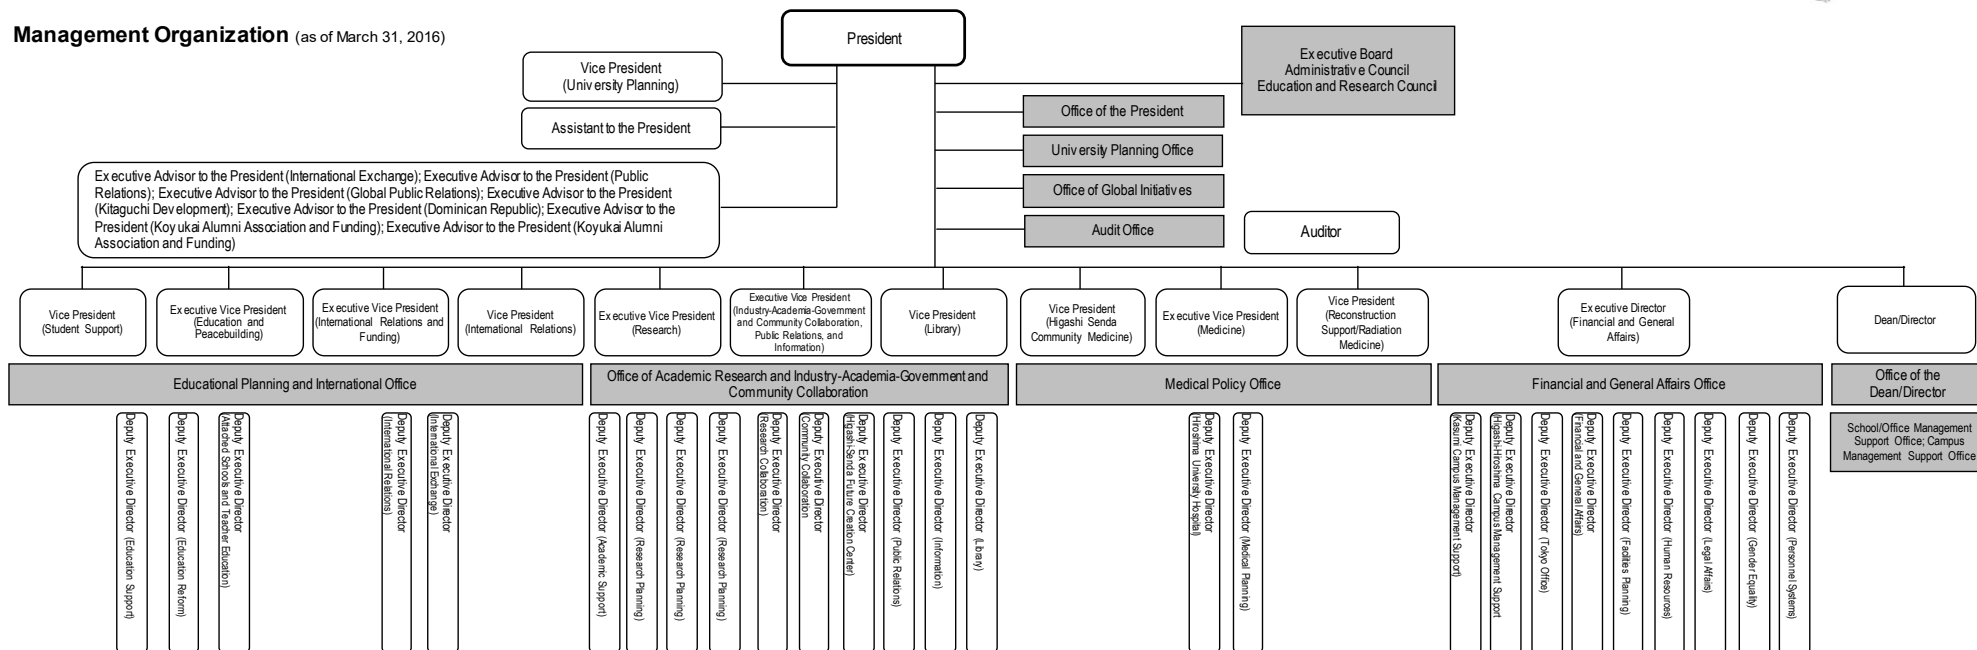 Management Organization (as of March 31, 2016)
President
Vice President
(University Planning)
Executive Board
Administrative Council
Education and Research Council
Office of the President
Assistant to the President
University Planning Office
Executive Advisor to the President (International Exchange); Executive Advisor to the President (Public
Relations); Executive Advisor to the President (Global Public Relations); Executive Advisor to the President
(Kitaguchi Development); Executive Advisor to the President (Dominican Republic); Executive Advisor to the
President (Koyukai Alumni Association and Funding); Executive Advisor to the President (Koyukai Alumni
Association and Funding)
Office of Global Initiatives
Audit Office
Auditor
Vice President
(Student Support)
Executive Vice President
(Education and
Peacebuilding)
Executive Vice President
(International Relations and
Funding)
Vice President
(International Relations)
Executive Vice President
(Research)
Executive Vice President
(Industry-Academia-Government
and Community Collaboration,
Public Relations, and
Information)
Vice President
(Library)
Vice President
(Higashi Senda
Community Medicine)
Executive Vice President
(Medicine)
Vice President
(Reconstruction
Support/Radiation
Medicine)
Executive Director
(Financial and General
Affairs)
Dean/Director
Educational Planning and International Office
Office of Academic Research and Industry-Academia-Government and
Community Collaboration
Medical Policy Office
Financial and General Affairs Office
Office of the
Dean/Director
School/Office Management
Support Office; Campus
Management Support Office
Deputy Executive Director (Education Support)
Deputy Executive Director (Education Reform)
Deputy Executive Director
(Attached Schools and Teacher Education)
Deputy Executive Director
(International Relations)
Deputy Executive Director
(International Exchange)
Deputy Executive Director (Academic Support)
Deputy Executive Director (Research Planning)
Deputy Executive Director (Research Planning)
Deputy Executive Director (Research Planning)
Deputy Executive Director
(Research Collaboration)
Deputy Executive Director
(Community Collaboration
Deputy Executive Director
(Higashi-Senda Future Creation Center)
Deputy Executive Director (Public Relations)
Deputy Executive Director (Information)
Deputy Executive Director (Library)
Deputy Executive Director
(Hiroshima University Hospital)
Deputy Executive Director (Medical Planning)
Deputy Executive Director
(Kasumi Campus Management Support)
Deputy Executive Director
(Higashi-Hiroshima Campus Management Support
Deputy Executive Director (Tokyo Office)
Deputy Executive Director
(Financial and General Affairs)
Deputy Executive Director (Facilities Planning)
Deputy Executive Director (Human Resources)
Deputy Executive Director (Legal Affairs)
Deputy Executive Director (Gender Equality)
Deputy Executive Director (Personnel Systems)